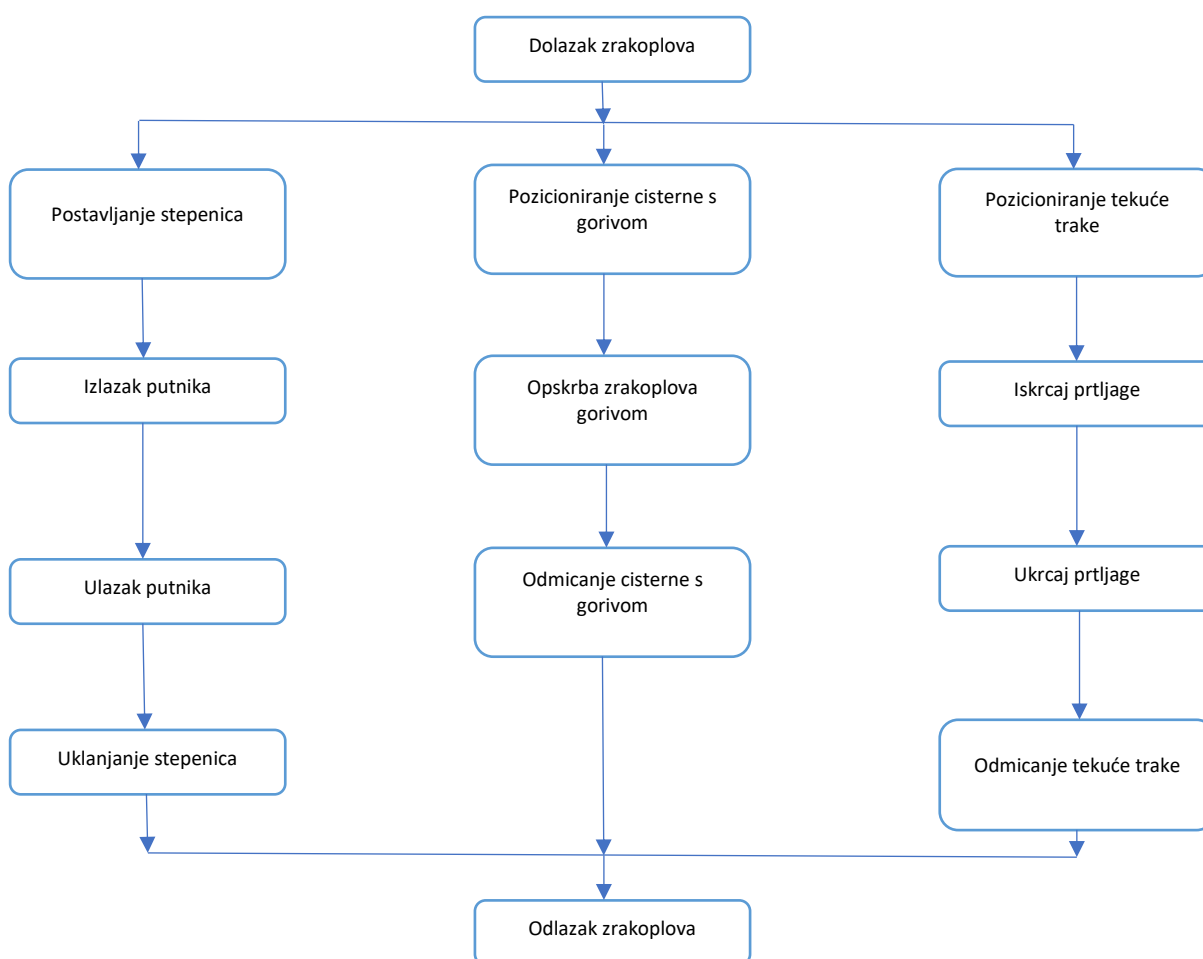 Dolazak zrakoplova
Postavljanje stepenica
Pozicioniranje cisterne s
gorivom
Pozicioniranje tekuće
trake
Izlazak putnika
Opskrba zrakoplova
gorivom
Iskrcaj prtljage
Ulazak putnika
Odmicanje cisterne s
gorivom
Ukrcaj prtljage
Uklanjanje stepenica
Odmicanje tekuće trake
Odlazak zrakoplova